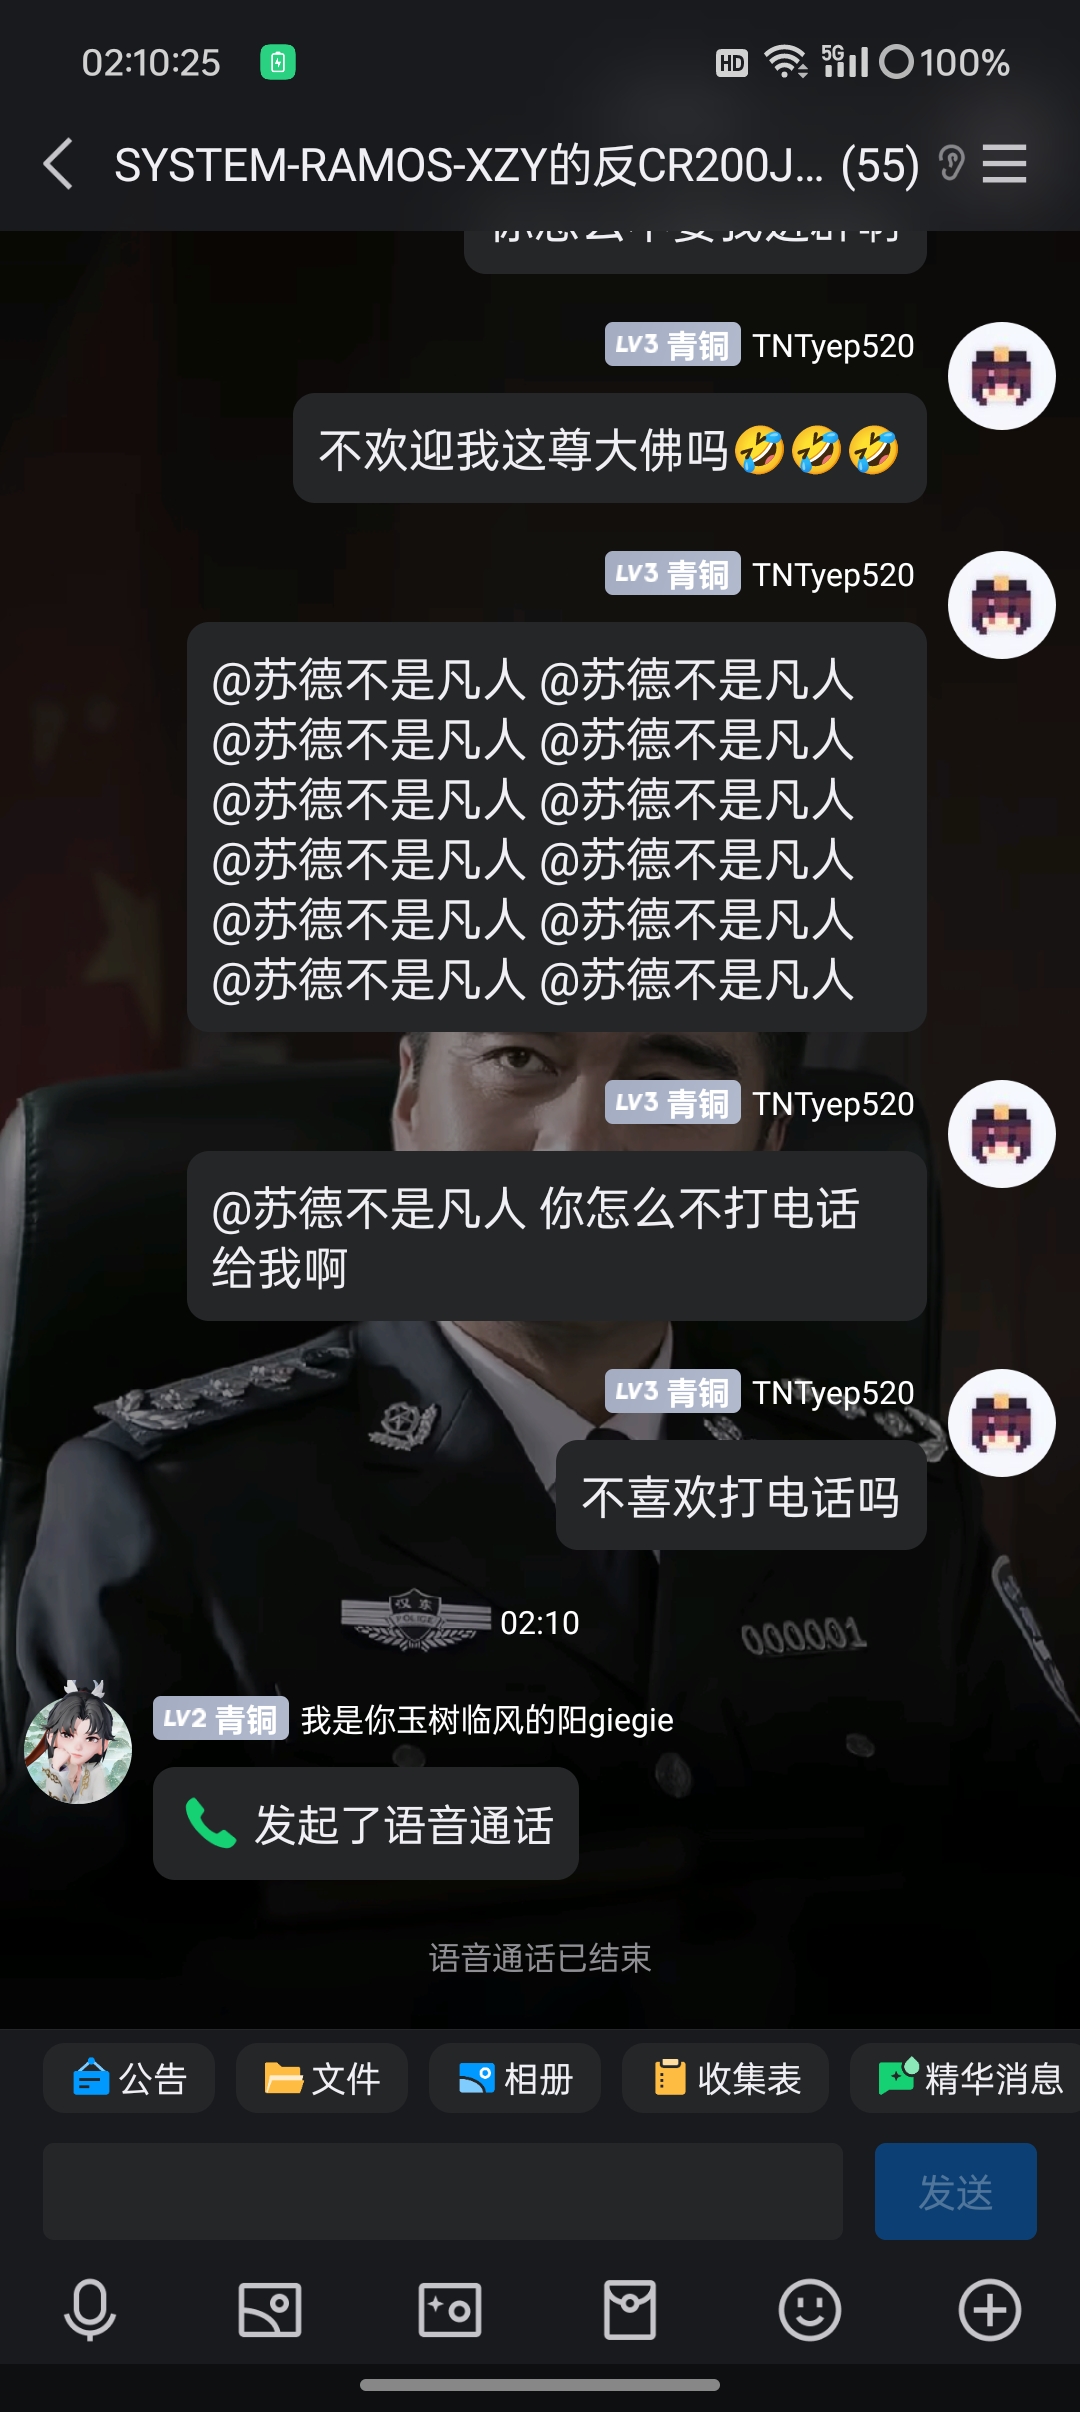 02:10:25
HD 5G 100%
SYSTEM-RAMOS-XZY的反CR200J... (55)
LV3 青铜 TNTyep520
不欢迎我这尊大佛吗🤣🤣🤣
LV3 青铜 TNTyep520
@苏德不是凡人 @苏德不是凡人
@苏德不是凡人 @苏德不是凡人
@苏德不是凡人 @苏德不是凡人
@苏德不是凡人 @苏德不是凡人
@苏德不是凡人 @苏德不是凡人
@苏德不是凡人 @苏德不是凡人
LV3 青铜 TNTyep520
@苏德不是凡人 你怎么不打电话
给我啊
LV3 青铜 TNTyep520
不喜欢打电话吗
汉东
POLICE
02:10
000001
LV2 青铜 我是你玉树临风的阳giegie
发起了语音通话
语音通话已结束
公告 文件 相册 收集表 精华消息
发送